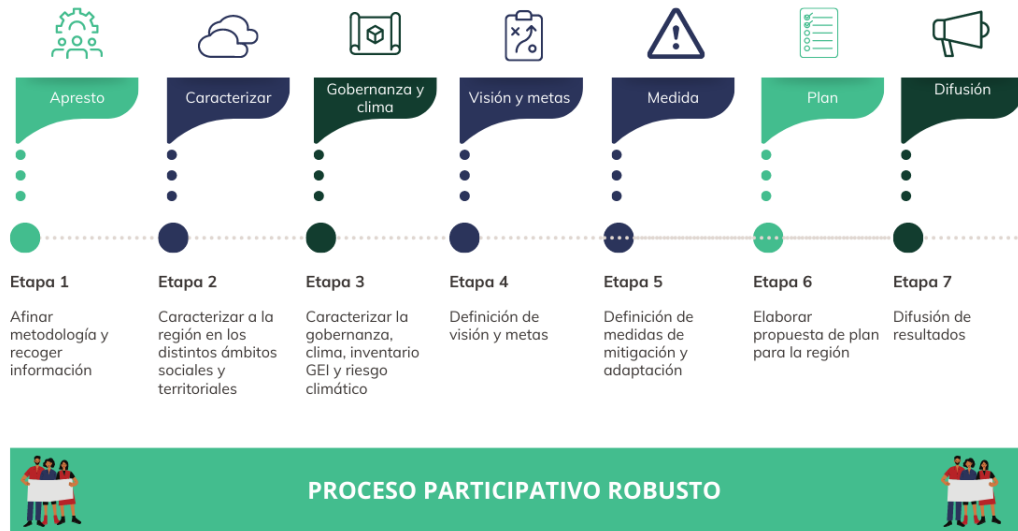 Apresto
Caracterizar
Gobernanza y
clima
Visión y metas
Medida
Plan
Difusión
Etapa 1
Afinar
metodología y
recoger
información
Etapa 2
Caracterizar a la
región en los
distintos ámbitos
sociales y
territoriales
Etapa 3
Caracterizar la
gobernanza,
clima, inventario
GEI y riesgo
climático
Etapa 4
Definición de
visión y metas
Etapa 5
Definición de
medidas de
mitigación y
adaptación
Etapa 6
Elaborar
propuesta de plan
para la región
Etapa 7
Difusión de
resultados
PROCESO PARTICIPATIVO ROBUSTO